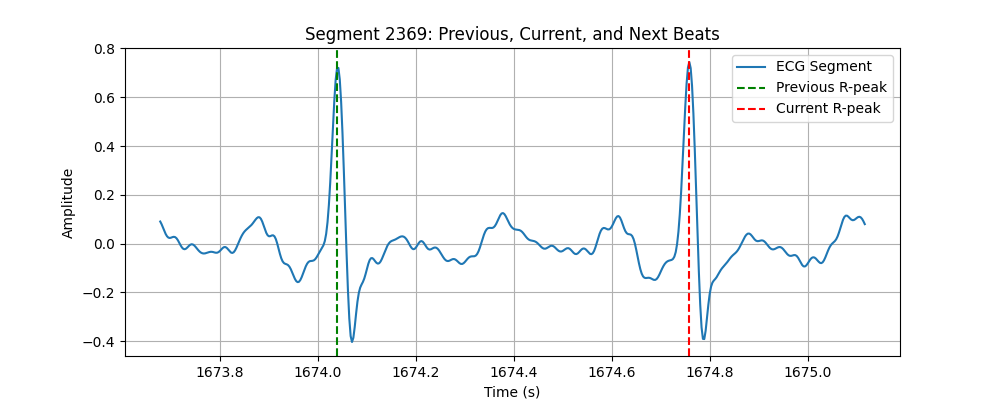 Segment 2369: Previous, Current, and Next Beats
ECG Segment
Previous R-peak
Current R-peak
Amplitude
0.8
0.6
0.4
0.2
0.0
−0.2
−0.4
1673.8 1674.0 1674.2 1674.4 1674.6 1674.8 1675.0
Time (s)